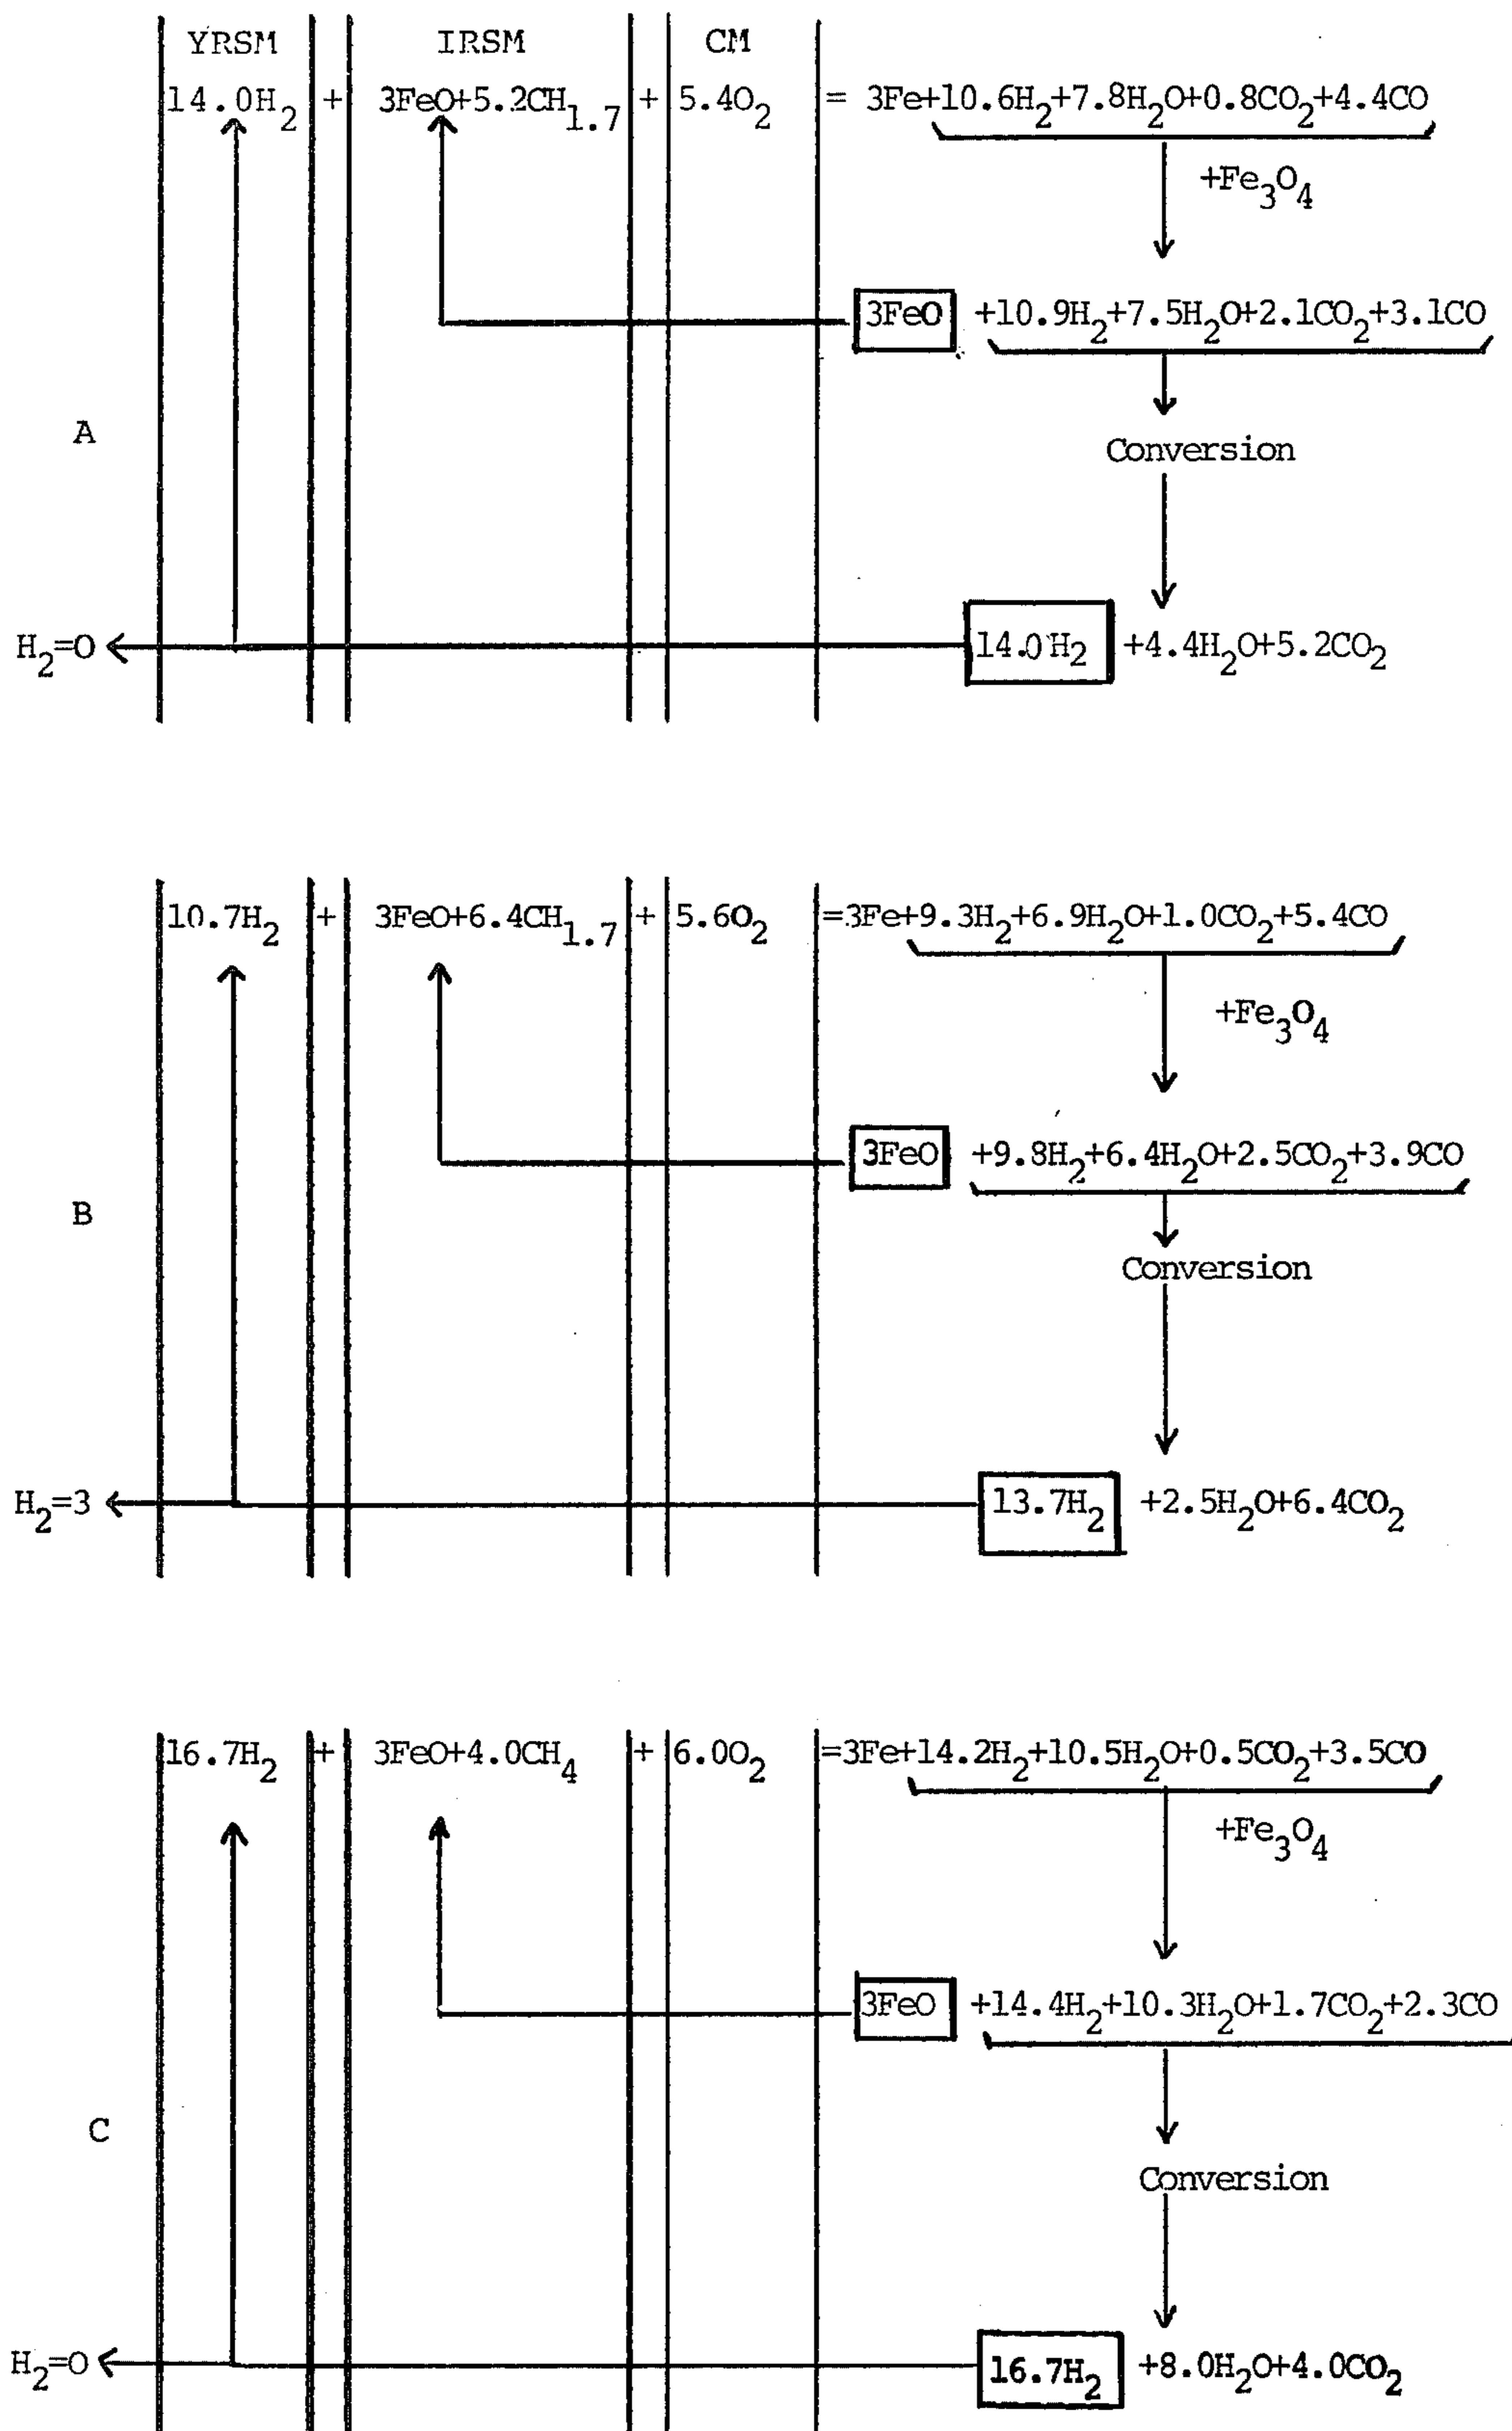 YRSM IRSM CM
14.0H2 + 3FeO+5.2CH1.7 + 5.4O2 = 3Fe+10.6H2+7.8H2O+0.8CO2+4.4CO
+Fe3O4
3FeO +10.9H2+7.5H2O+2.1CO2+3.1CO
A
Conversion
H2=O 14.0H2 +4.4H2O+5.2CO2
10.7H2 + 3FeO+6.4CH1.7 + 5.6O2 =3Fe+9.3H2+6.9H2O+1.0CO2+5.4CO
+Fe3O4
3FeO +9.8H2+6.4H2O+2.5CO2+3.9CO
B
Conversion
H2=3 13.7H2 +2.5H2O+6.4CO2
16.7H2 + 3FeO+4.0CH4 + 6.0O2 =3Fe+14.2H2+10.5H2O+0.5CO2+3.5CO
+Fe3O4
3FeO +14.4H2+10.3H2O+1.7CO2+2.3CO
C
Conversion
H2=O 16.7H2 +8.0H2O+4.0CO2